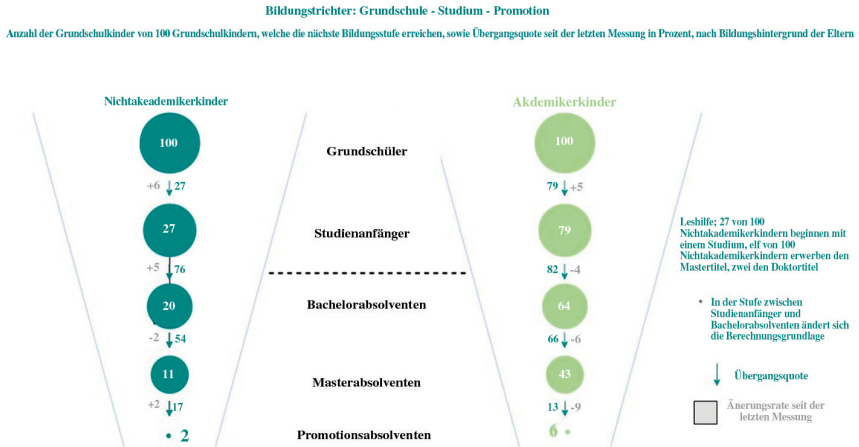 Bildungstrichter: Grundschule - Studium - Promotion
Anzahl der Grundschulkinder von 100 Grundschulkindern, welche die nächste Bildungsstufe erreichen, sowie Übergangsquote seit der letzten Messung in Prozent, nach Bildungshintergrund der Eltern
Nichtakeademikerkinder
Akdemikerkinder
100
Grundschüler
100
+6 27
79 +5
27
Studienanfänger
79
+5 76
82 -4
20
Bachelorabsolventen
64
-2 54
66 -6
11
Masterabsolventen
43
+2 17
13 -9
2
Promotionsabsolventen
6
Leshilfe; 27 von 100
Nichtakademikerkindern beginnen mit
einem Studium, elf von 100
Nichtakademikerkindern erwerben den
Mastertitel, zwei den Doktortitel
• In der Stufe zwischen
Studienanfänger und
Bachelorabsolventen ändert sich
die Berechnungsgrundlage
Übergangsquote
Änerungsrate seit der
letzten Messung